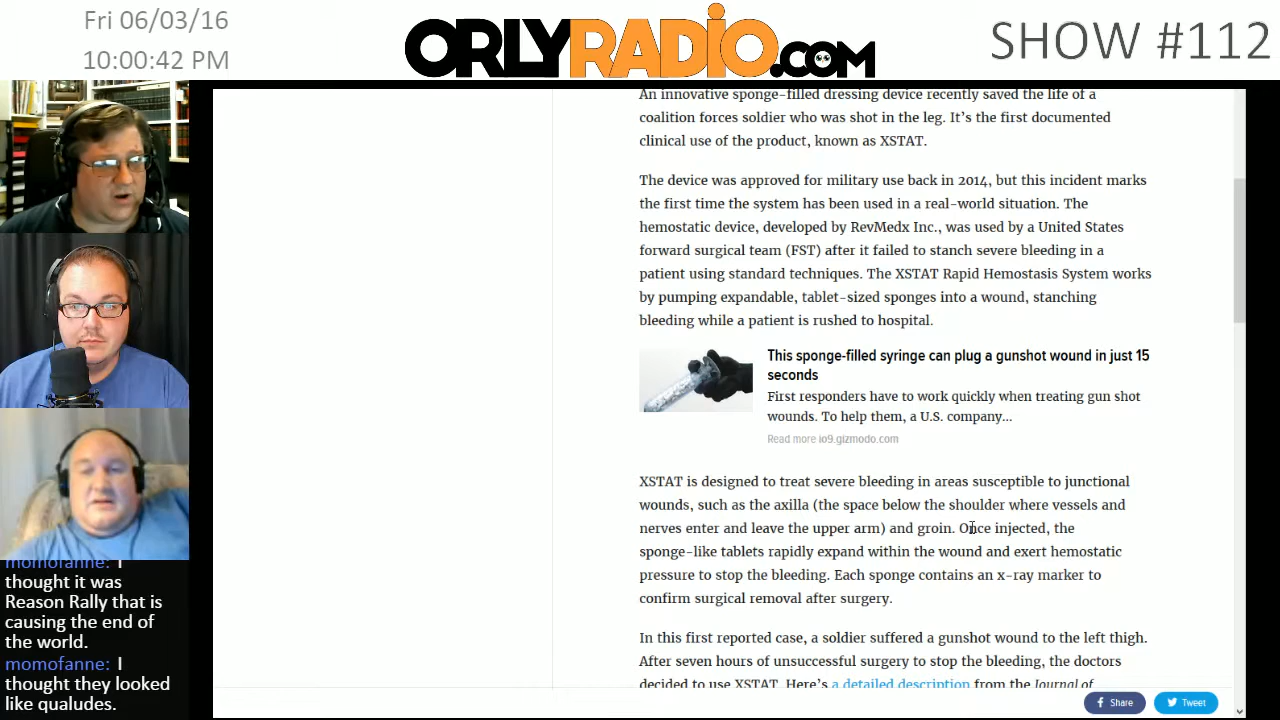 Fri 06/03/16
10:00:42 PM
ORLYRADiO.COM
SHOW #112
An innovative sponge-filled dressing device recently saved the life of a
coalition forces soldier who was shot in the leg. It's the first documented
clinical use of the product, known as XSTAT.
The device was approved for military use back in 2014, but this incident marks
the first time the system has been used in a real-world situation. The
hemostatic device, developed by RevMedx Inc., was used by a United States
forward surgical team (FST) after it failed to stanch severe bleeding in a
patient using standard techniques. The XSTAT Rapid Hemostasis System works
by pumping expandable, tablet-sized sponges into a wound, stanching
bleeding while a patient is rushed to hospital.
This sponge-filled syringe can plug a gunshot wound in just 15
seconds
First responders have to work quickly when treating gun shot
wounds. To help them, a U.S. company...
Read more io9.gizmodo.com
XSTAT is designed to treat severe bleeding in areas susceptible to junctional
wounds, such as the axilla (the space below the shoulder where vessels and
nerves enter and leave the upper arm) and groin. Once injected, the
sponge-like tablets rapidly expand within the wound and exert hemostatic
pressure to stop the bleeding. Each sponge contains an x-ray marker to
confirm surgical removal after surgery.
In this first reported case, a soldier suffered a gunshot wound to the left thigh.
After seven hours of unsuccessful surgery to stop the bleeding, the doctors
decided to use XSTAT. Here's a detailed description from the Journal of
Share
Tweet
momofanne: I
thought it was
Reason Rally that is
causing the end of
the world.
momofanne: I
thought they looked
like qualudes.